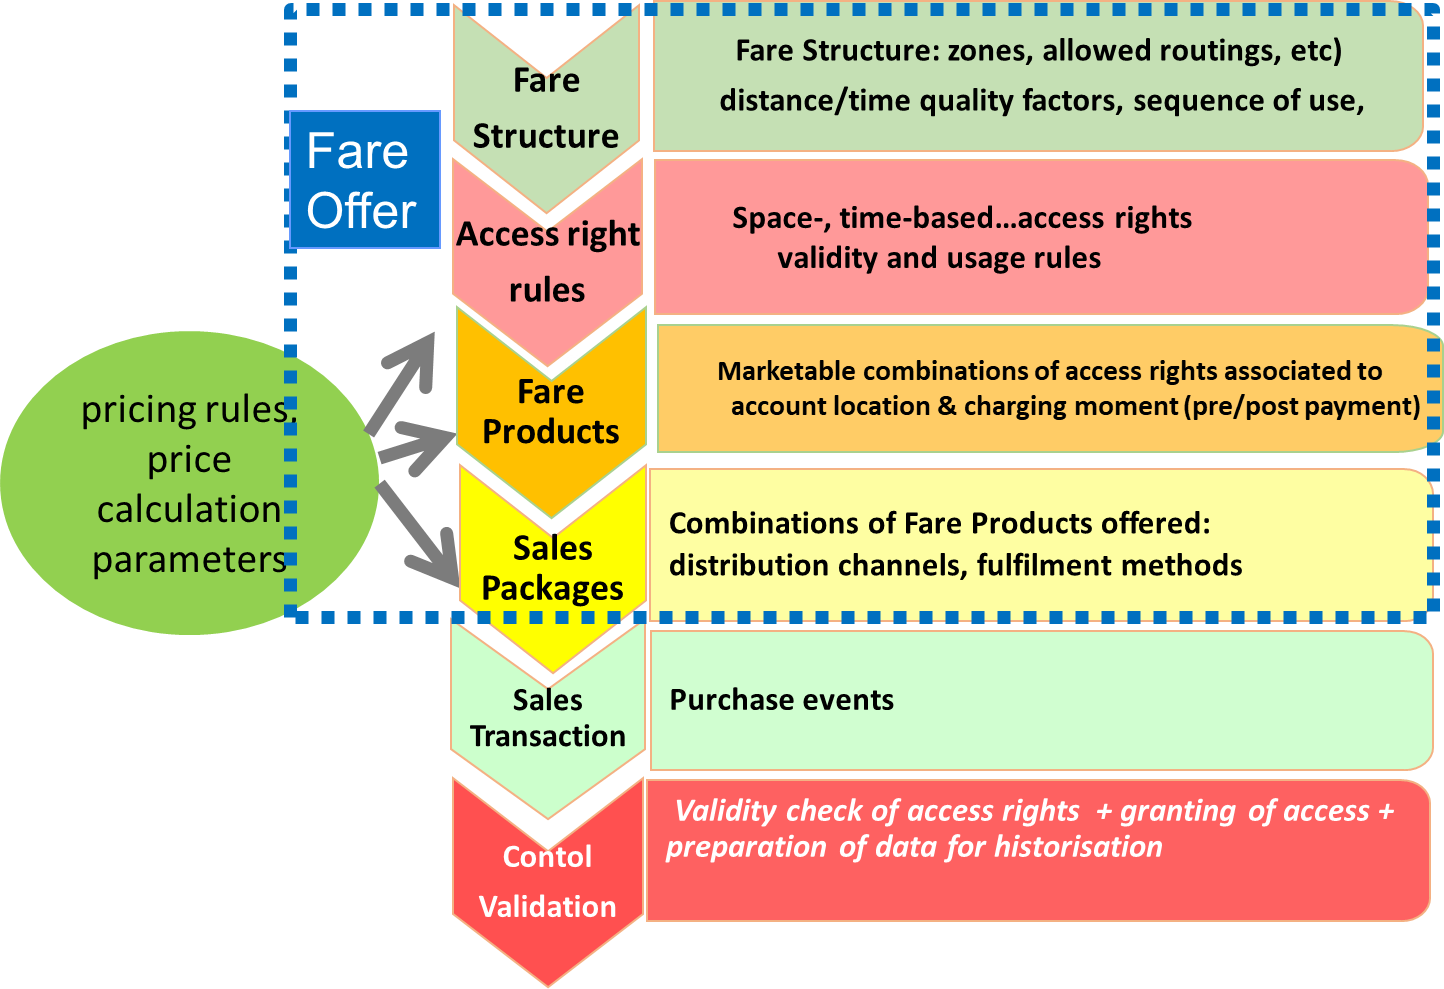 Fare
Structure
Fare Structure: zones, allowed routings, etc)
distance/time quality factors, sequence of use,
Fare
Offer
Access right
rules
Space-, time-based...access rights
validity and usage rules
pricing rules,
price
calculation
parameters
Fare
Products
Marketable combinations of access rights associated to
account location & charging moment (pre/post payment)
Sales
Packages
Combinations of Fare Products offered:
distribution channels, fulfilment methods
Sales
Transaction
Purchase events
Contol
Validation
Validity check of access rights + granting of access +
preparation of data for historisation